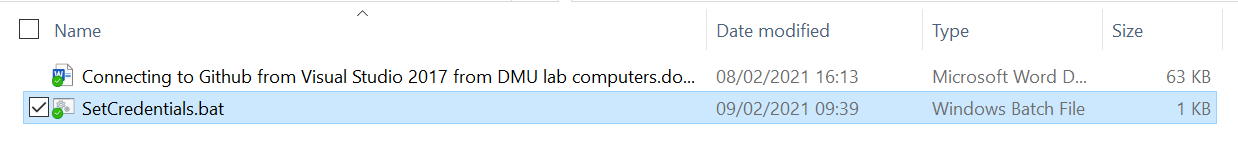 Name Date modified Type Size
Connecting to Github from Visual Studio 2017 from DMU lab computers.do... 08/02/2021 16:13 Microsoft Word D... 63 KB
SetCredentials.bat 09/02/2021 09:39 Windows Batch File 1 KB